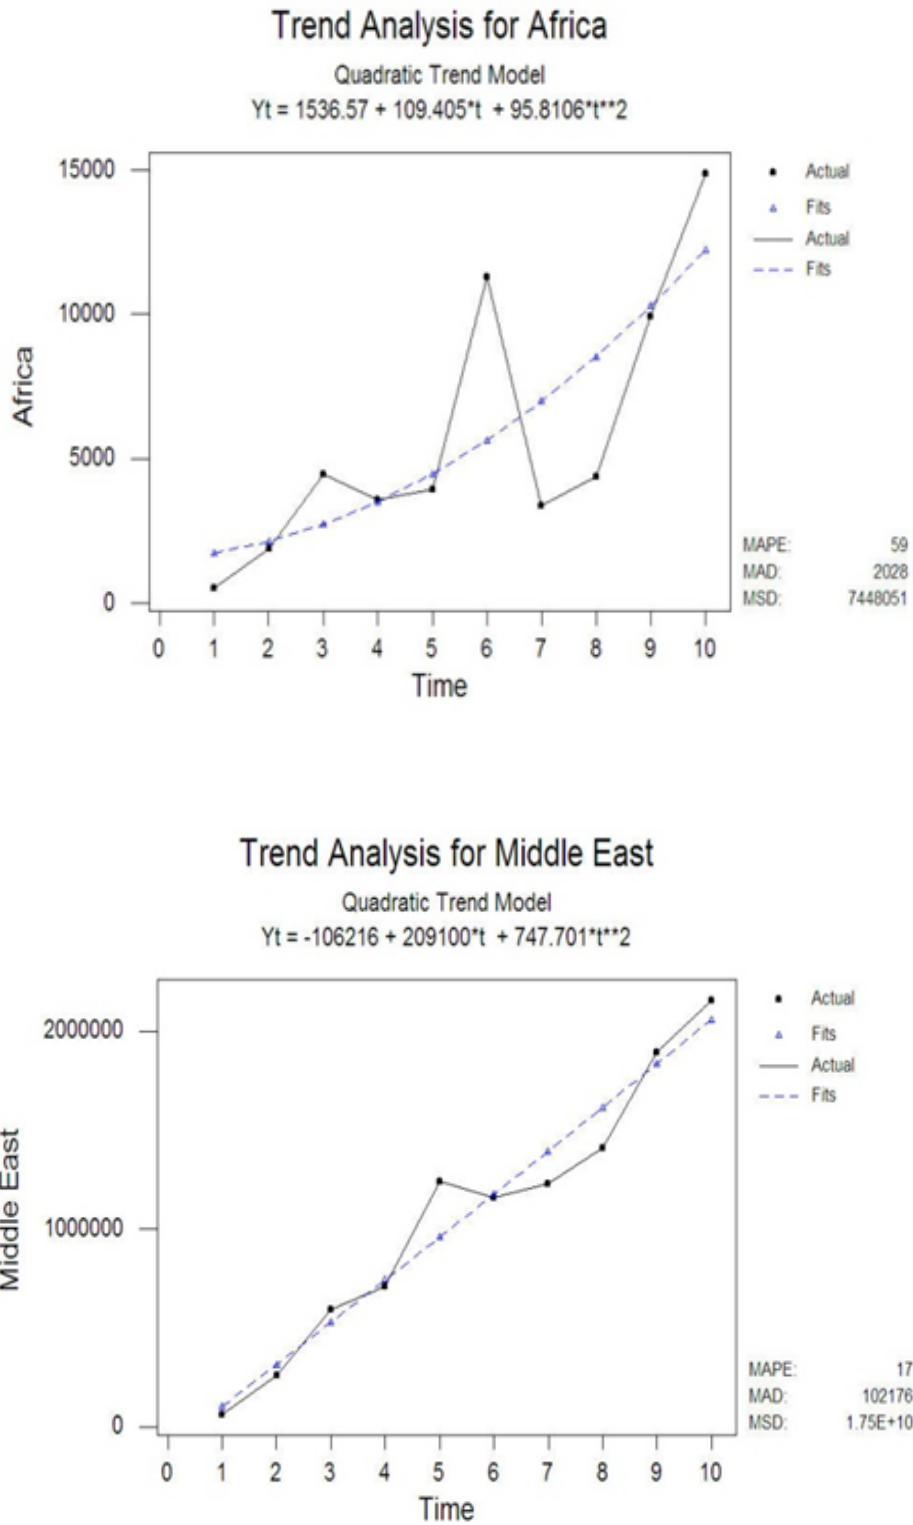 Trend Analysis for Africa
Quadratic Trend Model
Yt = 1536.57 + 109.405*t + 95.8106*t**2
15000
10000
5000
0
Africa
0 1 2 3 4 5 6 7 8 9 10
Time
Actual
Fits
Actual
Fits
MAPE: 59
MAD: 2028
MSD: 7448051
Trend Analysis for Middle East
Quadratic Trend Model
Yt = -106216 + 209100*t + 747.701*t**2
2000000
1000000
0
Middle East
0 1 2 3 4 5 6 7 8 9 10
Time
Actual
Fits
Actual
Fits
MAPE: 17
MAD: 102176
MSD: 1.75E+10